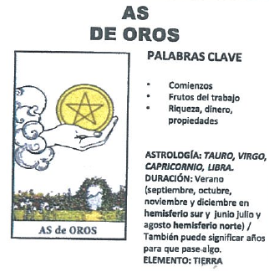 AS
DE OROS
PALABRAS CLAVE
• Comienzos
• Frutos del trabajo
• Riqueza, dinero,
propiedades
ASTROLOGÍA: TAURO, VIRGO,
CAPRICORNIO, LIBRA.
DURACIÓN: Verano
(septiembre, octubre,
noviembre y diciembre en
hemisferio sur y junio julio y
agosto hemisferio norte) /
También puede significar años
para que pase algo.
ELEMENTO: TIERRA
AS de OROS